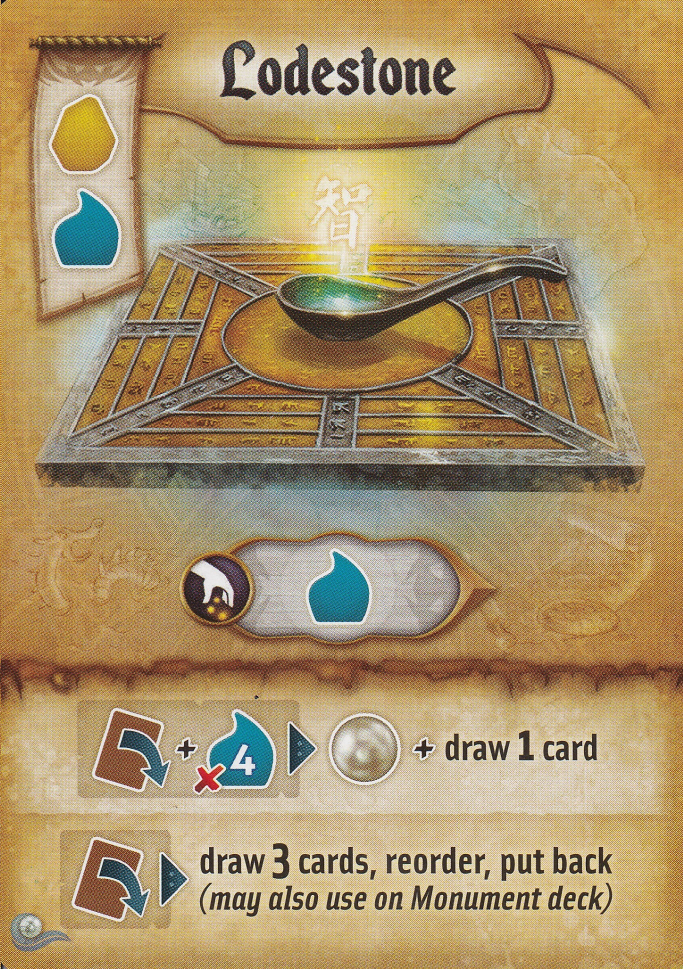 Lodestone
智
+ 4 + draw 1 card
draw 3 cards, reorder, put back
(may also use on Monument deck)